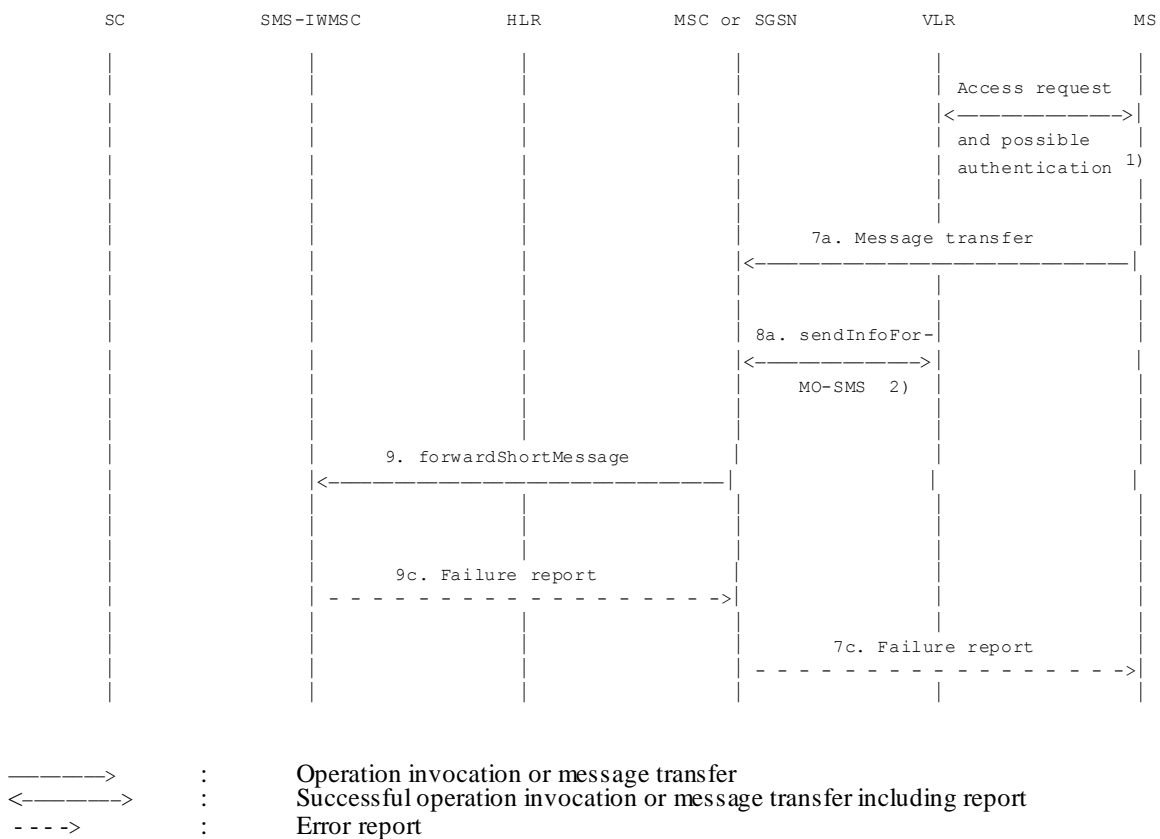 SC SMS-IWMSC HLR MSC or SGSN VLR MS
Access request
and possible
authentication 1)
7a. Message transfer
8a. sendInfoFor-
MO-SMS 2)
9. forwardShortMessage
9c. Failure report
7c. Failure report
: Operation invocation or message transfer
: Successful operation invocation or message transfer including report
: Error report